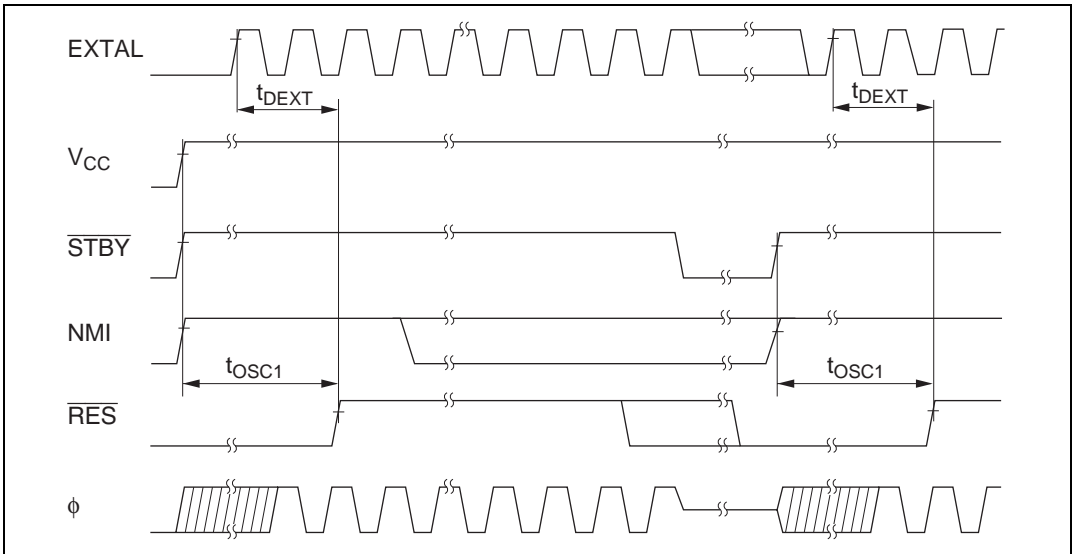 EXTAL
tDEXT tDEXT
VCC
STBY
NMI
tOSC1 tOSC1
RES
ϕ